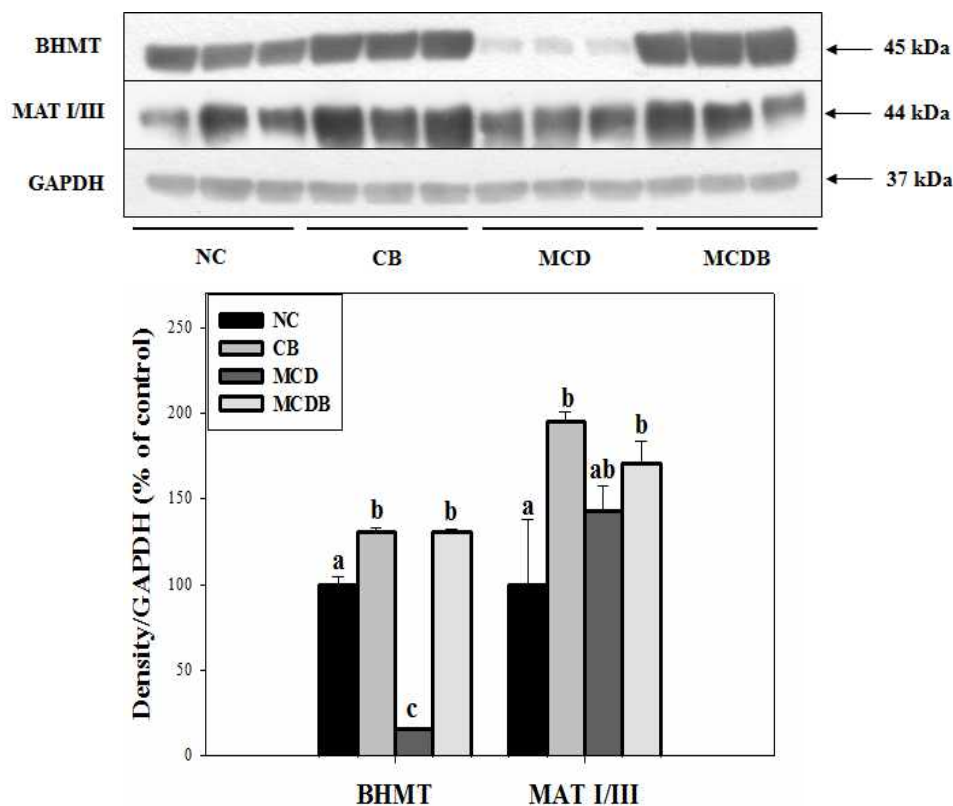 BHMT 45 kDa
MAT I/III 44 kDa
GAPDH 37 kDa
NC CB MCD MCDB
Density/GAPDH (% of control)
250
200
150
100
50
0
NC
CB
MCD
MCDB
a b c b
a b ab b
BHMT MAT I/III